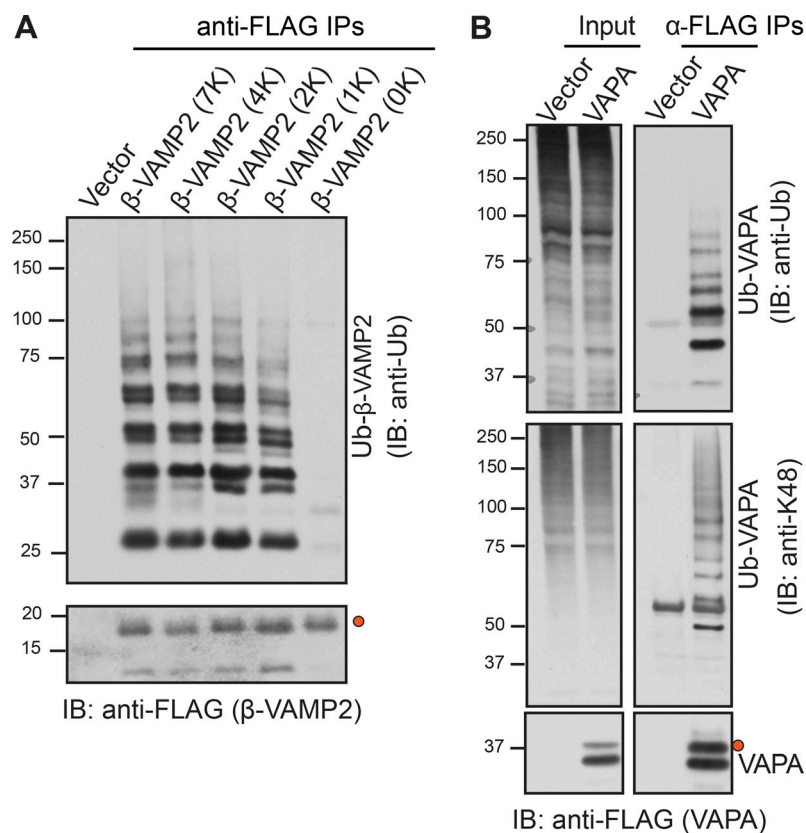 A
anti-FLAG IPs
Vector
β-VAMP2 (7K)
β-VAMP2 (4K)
β-VAMP2 (2K)
β-VAMP2 (1K)
β-VAMP2 (0K)
250
150
100
75
50
37
25
Ub-β-VAMP2
(IB: anti-Ub)
20
15
IB: anti-FLAG (β-VAMP2)
B
Input
α-FLAG IPs
Vector
VAPA
Vector
VAPA
250
150
100
75
50
37
Ub-VAPA
(IB: anti-Ub)
250
150
100
75
50
37
Ub-VAPA
(IB: anti-K48)
37
VAPA
IB: anti-FLAG (VAPA)